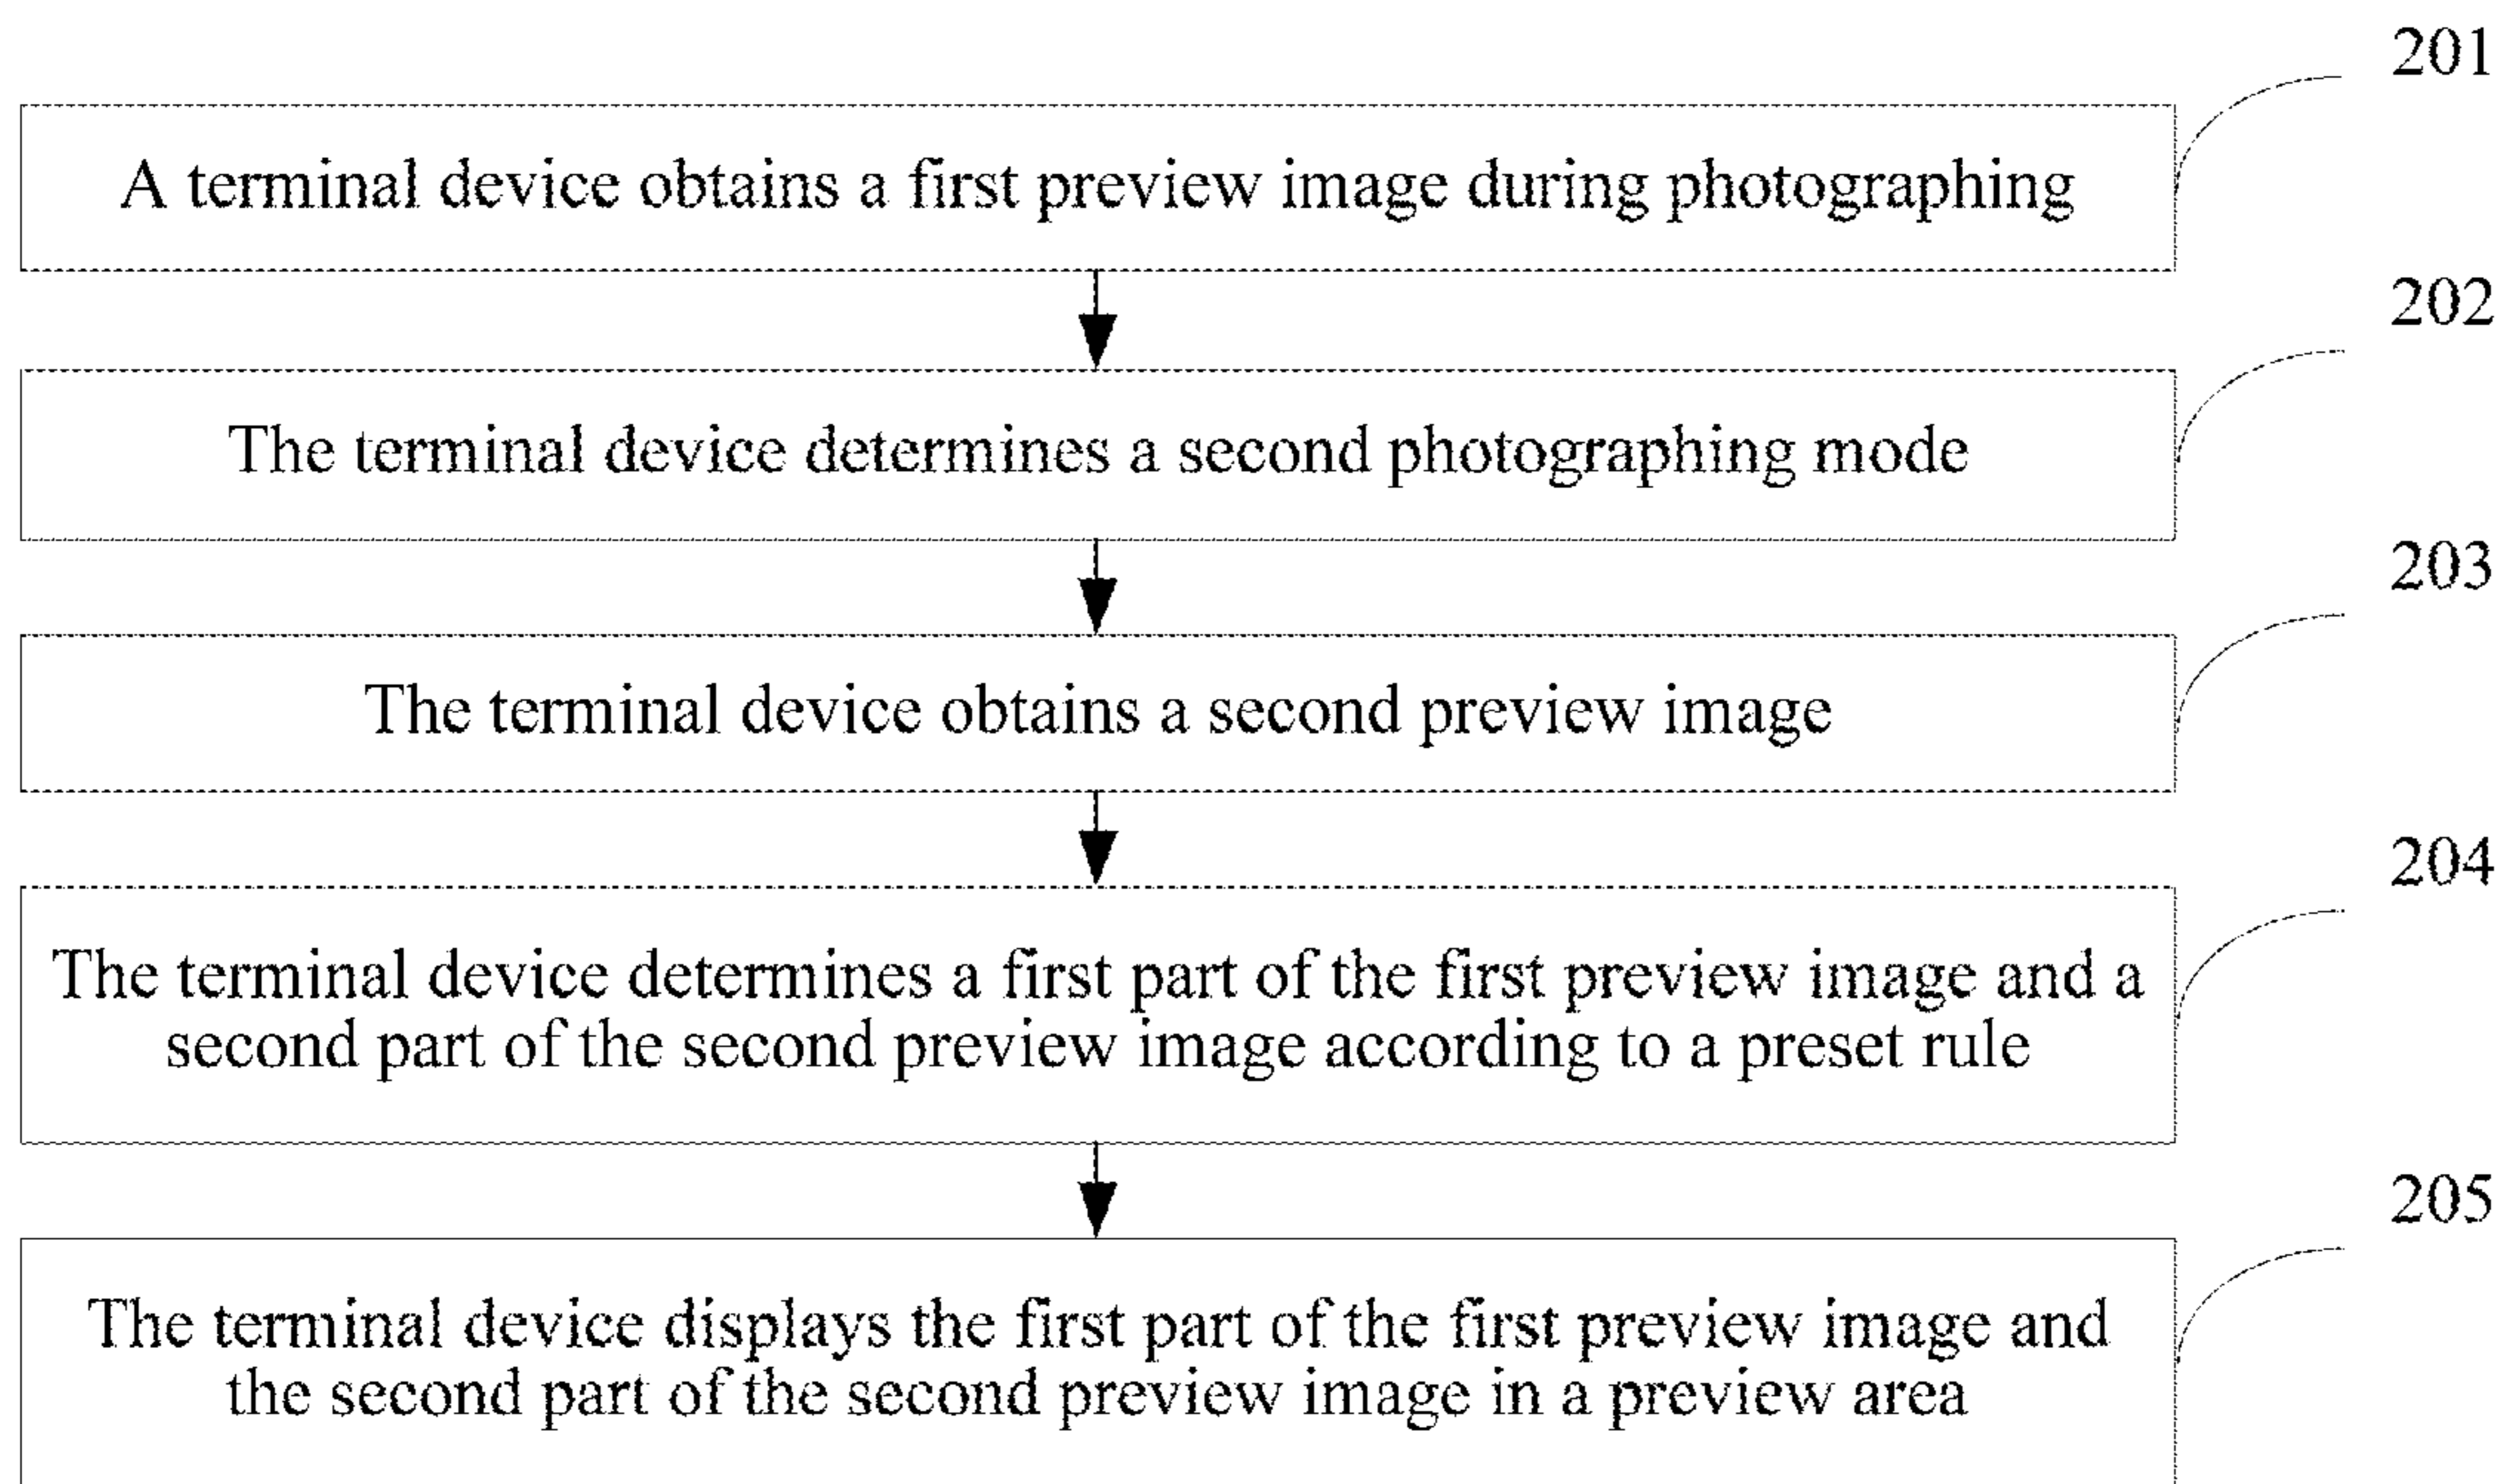 201
A terminal device obtains a first preview image during photographing
202
The terminal device determines a second photographing mode
203
The terminal device obtains a second preview image
204
The terminal device determines a first part of the first preview image and a
second part of the second preview image according to a preset rule
205
The terminal device displays the first part of the first preview image and
the second part of the second preview image in a preview area